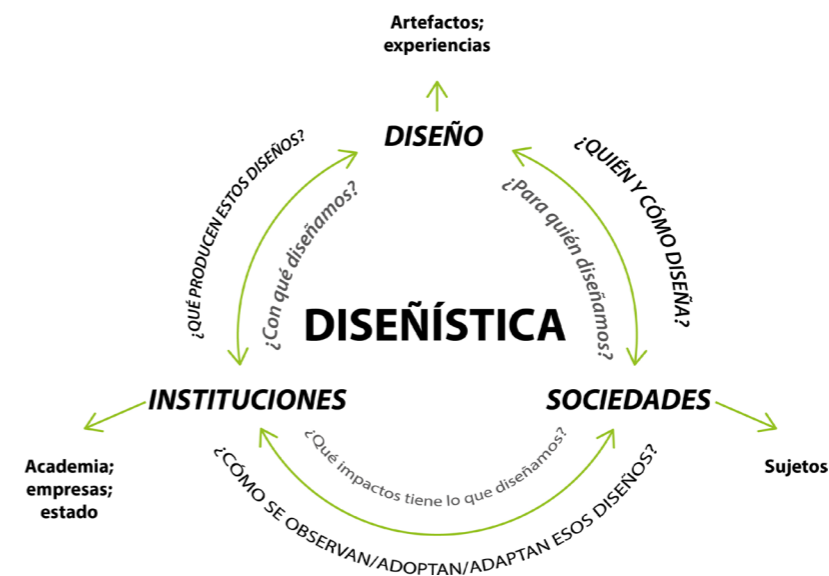 Artefactos;
experiencias
DISEÑO
¿QUÉ PRODUCEN ESTOS DISEÑOS?
¿Con qué diseñamos?
¿Para quién diseñamos?
¿QUIÉN Y CÓMO DISEÑA?
DISEÑÍSTICA
INSTITUCIONES
SOCIEDADES
Academia;
empresas;
estado
¿Qué impactos tiene lo que diseñamos?
¿CÓMO SE OBSERVAN/ADOPTAN/ADAPTAN ESOS DISEÑOS?
Sujetos